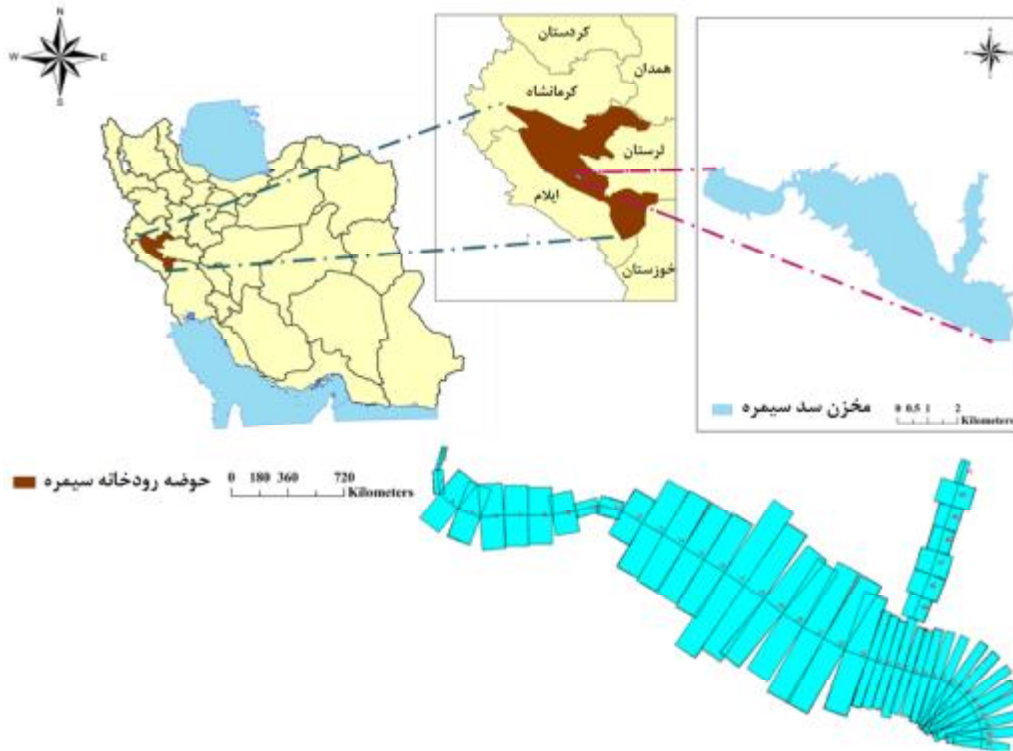 N
W E
S
کردستان
همدان
کرمانشاه
لرستان
ایلام
خوزستان
مخزن سد سیمره
0 0.5 1 2
Kilometers
حوضه رودخانه سیمره
0 180 360 720
Kilometers